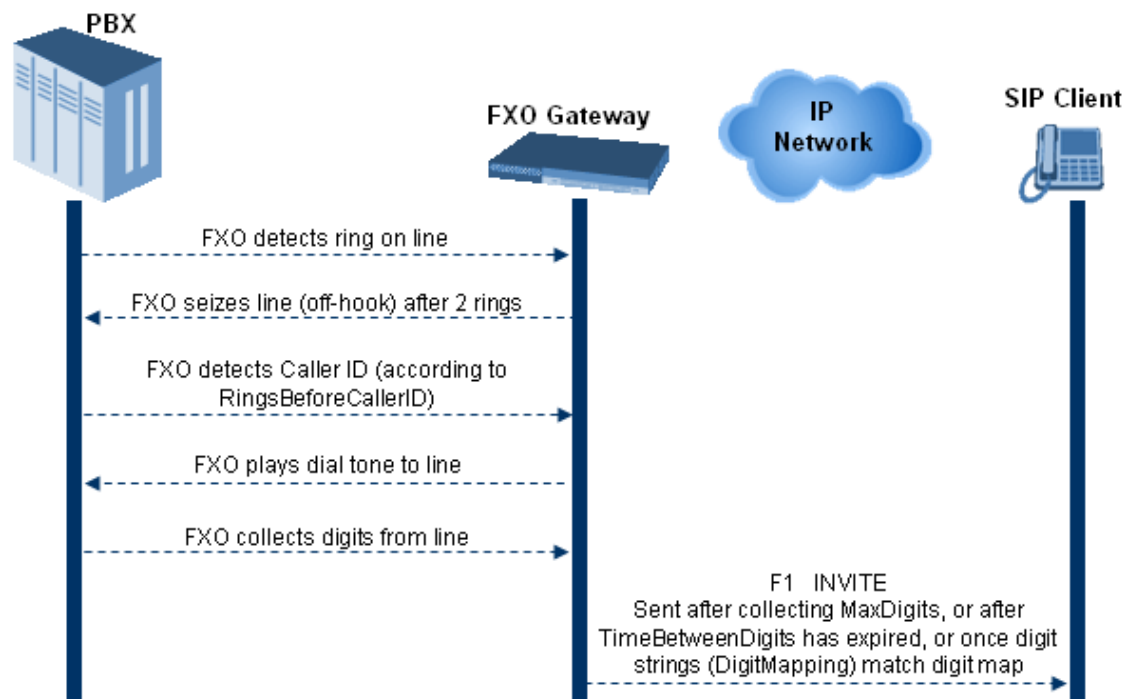 PBX
FXO Gateway
IP
Network
SIP Client
FXO detects ring on line
FXO seizes line (off-hook) after 2 rings
FXO detects Caller ID (according to
RingsBeforeCallerID)
FXO plays dial tone to line
FXO collects digits from line
F1 INVITE
Sent after collecting MaxDigits, or after
TimeBetweenDigits has expired, or once digit
strings (DigitMapping) match digit map